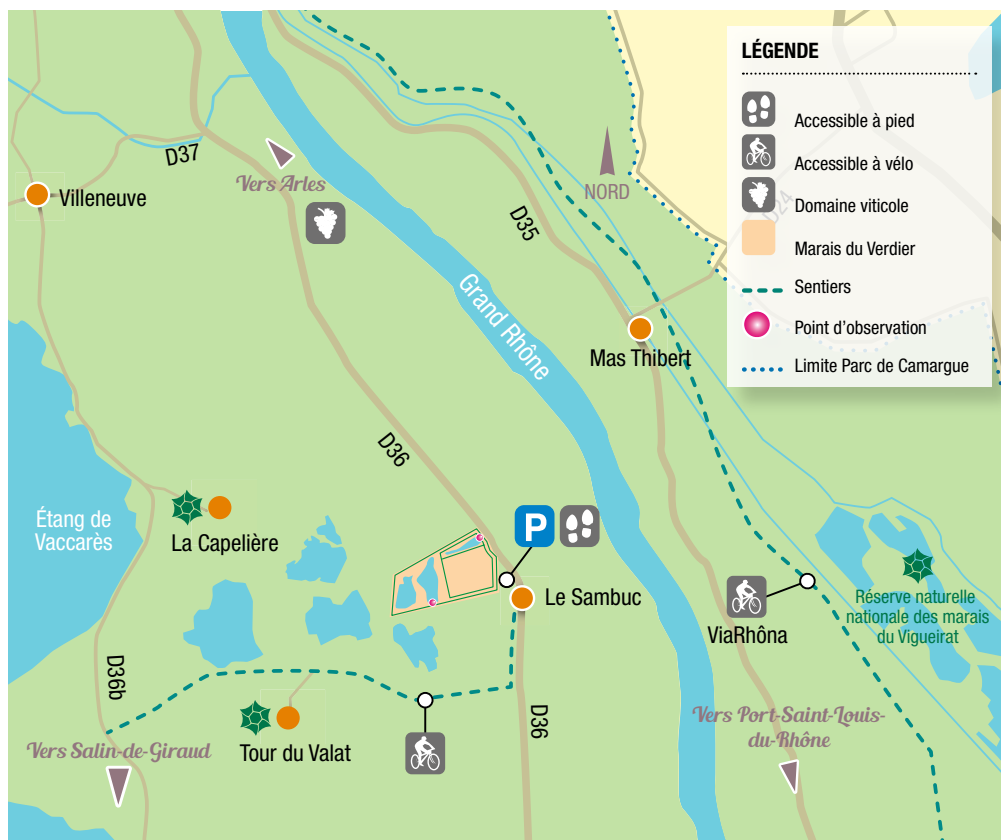 LÉGENDE
Accessible à pied
Accessible à vélo
Domaine viticole
Marais du Verdier
Sentiers
Point d'observation
Limite Parc de Camargue
D24
NORD
D37
Vers Arles
Villeneuve
D35
Grand Rhône
Mas Thibert
D36
Étang de
Vaccarès
La Capelière
P
Le Sambuc
ViaRhôna
Réserve naturelle
nationale des marais
du Vigueirat
D36b
D36
Vers Salin-de-Giraud
Tour du Valat
Vers Port-Saint-Louis-
du-Rhône